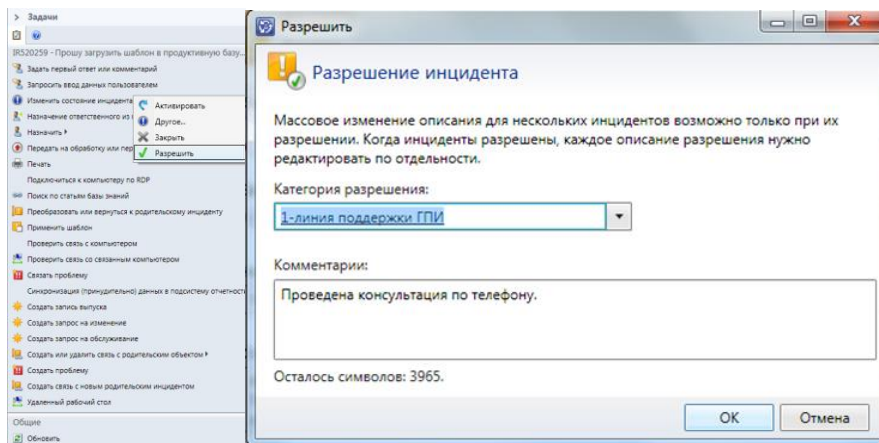 Задачи
IR520259 - Прошу загрузить шаблон в продуктивную базу...
Задать первый ответ или комментарий
Запросить ввод данных пользователем
Изменить состояние инцидента
Активировать
Другое...
Закрыть
Разрешить
Назначение ответственного из
Назначить
Передать на обработку или пер
Печать
Подключиться к компьютеру по RDP
Поиск по статьям базы знаний
Преобразовать или вернуться к родительскому инциденту
Применить шаблон
Проверить связь с компьютером
Проверить связь со связанным компьютером
Связать проблему
Синхронизация (принудительно) данных в подсистему отчетност
Создать запись выпуска
Создать запрос на изменение
Создать запрос на обслуживание
Создать или удалить связь с родительским объектом
Создать проблему
Создать связь с новым родительским инцидентом
Удаленный рабочий стол
Общие
Обновить
Разрешить
Разрешение инцидента
Массовое изменение описания для нескольких инцидентов возможно только при их
разрешении. Когда инциденты разрешены, каждое описание разрешения нужно
редактировать по отдельности.
Категория разрешения:
1-линия поддержки ГПИ
Комментарии:
Проведена консультация по телефону.
Осталось символов: 3965.
OK
Отмена